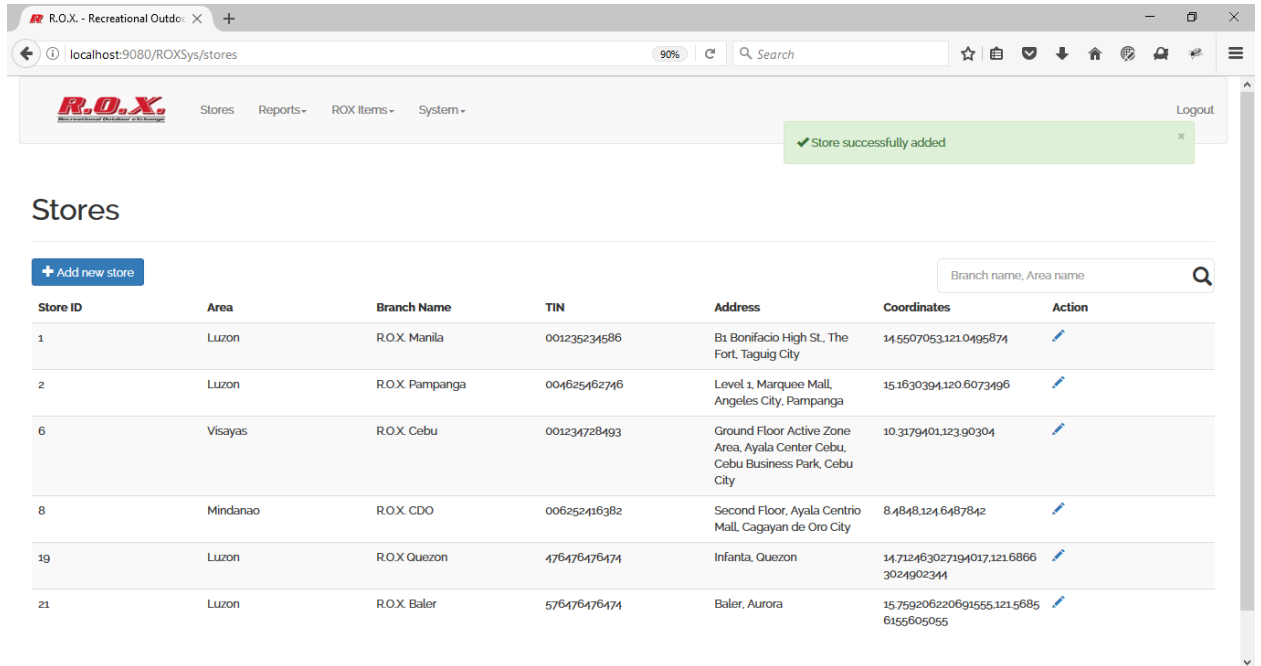 R.O.X. - Recreational Outdoo
localhost:9080/ROXSys/stores
90%
Search
R.O.X.
Recreational Outdoor eXchange
Stores
Reports
ROX Items
System
Logout
Store successfully added
×
Stores
Add new store
Branch name, Area name
Store ID Area Branch Name TIN Address Coordinates Action
1 Luzon R.O.X. Manila 001235234586 B1 Bonifacio High St., The 14.5507053,121.0495874
Fort, Taguig City
2 Luzon R.O.X. Pampanga 004625462746 Level 1, Marquee Mall, 15.1630394,120.6073496
Angeles City, Pampanga
6 Visayas R.O.X. Cebu 001234728493 Ground Floor Active Zone 10.3179401,123.90304
Area, Ayala Center Cebu,
Cebu Business Park, Cebu
City
8 Mindanao R.O.X. CDO 006252416382 Second Floor, Ayala Centrio 8.4848,124.6487842
Mall, Cagayan de Oro City
19 Luzon R.O.X Quezon 476476476474 Infanta, Quezon 14.712463027194017,121.6866
3024902344
21 Luzon R.O.X. Baler 576476476474 Baler, Aurora 15.759206220691555,121.5685
6155605055